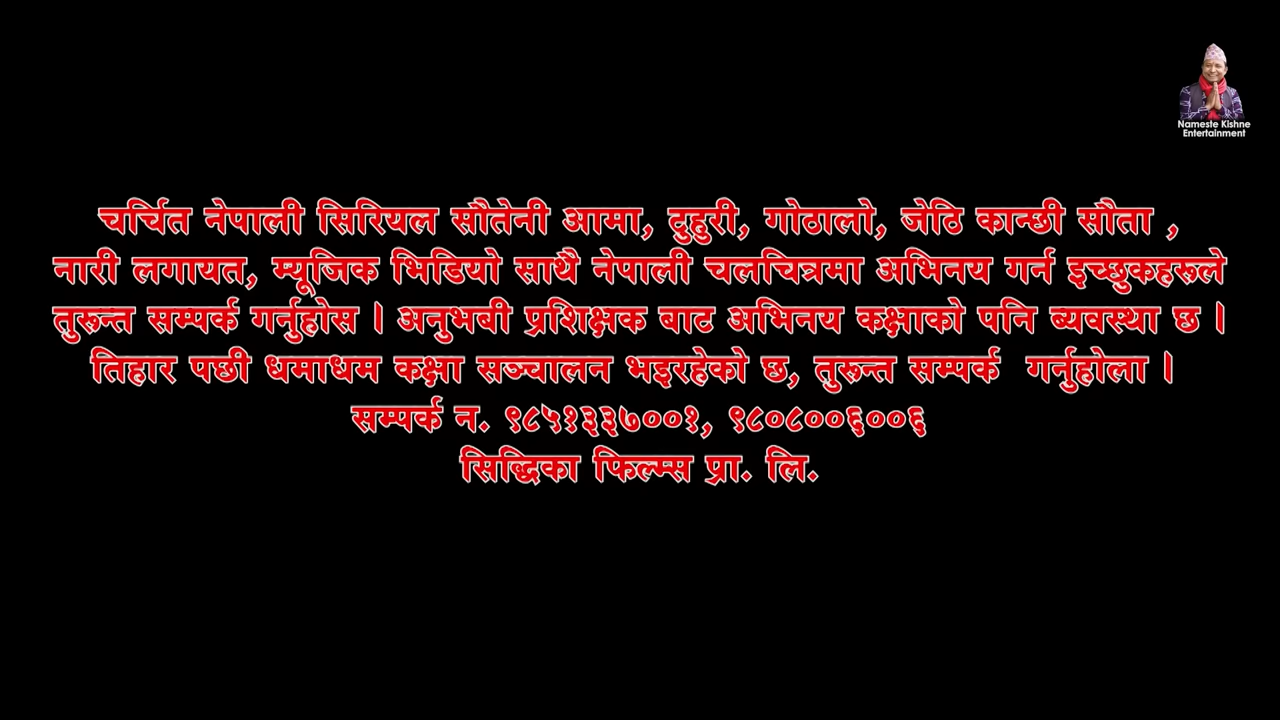 Nameste Kishne
Entertainment
चर्चित नेपाली सिरियल सौतेनी आमा, दुहुरी, गोठालो, जेठि कान्छी सौता ,
नारी लगायत, म्यूजिक भिडियो साथै नेपाली चलचित्रमा अभिनय गर्न इच्छुकहरूले
तुरून्त सम्पर्क गर्नुहोस । अनुभबी प्रशिक्षक बाट अभिनय कक्षाको पनि ब्यवस्था छ ।
तिहार पछी धमाधम कक्षा सञ्चालन भइरहेको छ, तुरून्त सम्पर्क  गर्नुहोला ।
सम्पर्क न. ९८५१३३७००१, ९८०८००६००६
सिद्धिका फिल्म्स प्रा. लि.